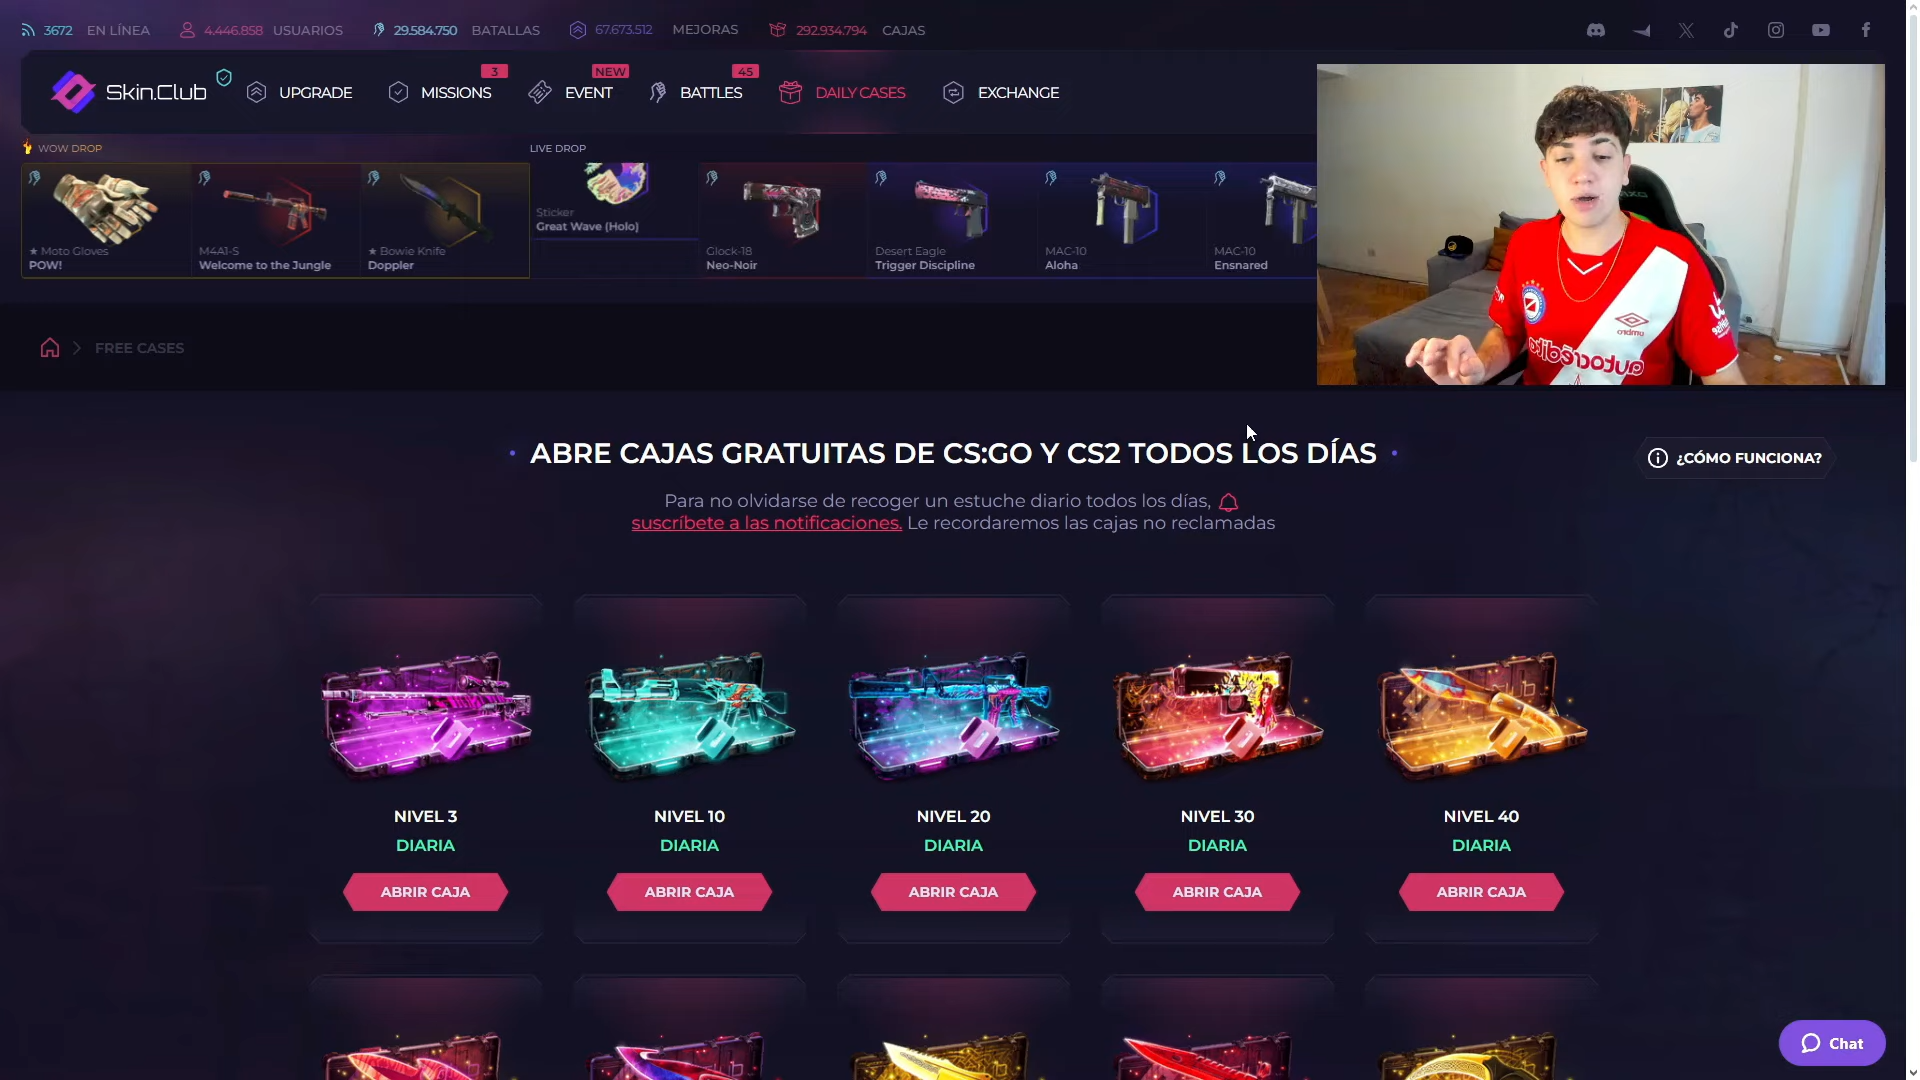 3672 EN LÍNEA 4.446.858 USUARIOS 29.584.750 BATALLAS 67.673.512 MEJORAS 292.934.794 CAJAS
Skin.Club UPGRADE 3 MISSIONS NEW EVENT 45 BATTLES DAILY CASES EXCHANGE
WOW DROP
LIVE DROP
★ Moto Gloves
POW!
M4A1-S
Welcome to the Jungle
★ Bowie Knife
Doppler
Sticker
Great Wave (Holo)
Glock-18
Neo-Noir
Desert Eagle
Trigger Discipline
MAC-10
Aloha
MAC-10
Ensnared
umbro
autocrédito
FREE CASES
• ABRE CAJAS GRATUITAS DE CS:GO Y CS2 TODOS LOS DÍAS •
¿CÓMO FUNCIONA?
Para no olvidarse de recoger un estuche diario todos los días,
suscríbete a las notificaciones. Le recordaremos las cajas no reclamadas
NIVEL 3
DIARIA
ABRIR CAJA
NIVEL 10
DIARIA
ABRIR CAJA
NIVEL 20
DIARIA
ABRIR CAJA
NIVEL 30
DIARIA
ABRIR CAJA
NIVEL 40
DIARIA
ABRIR CAJA
Chat